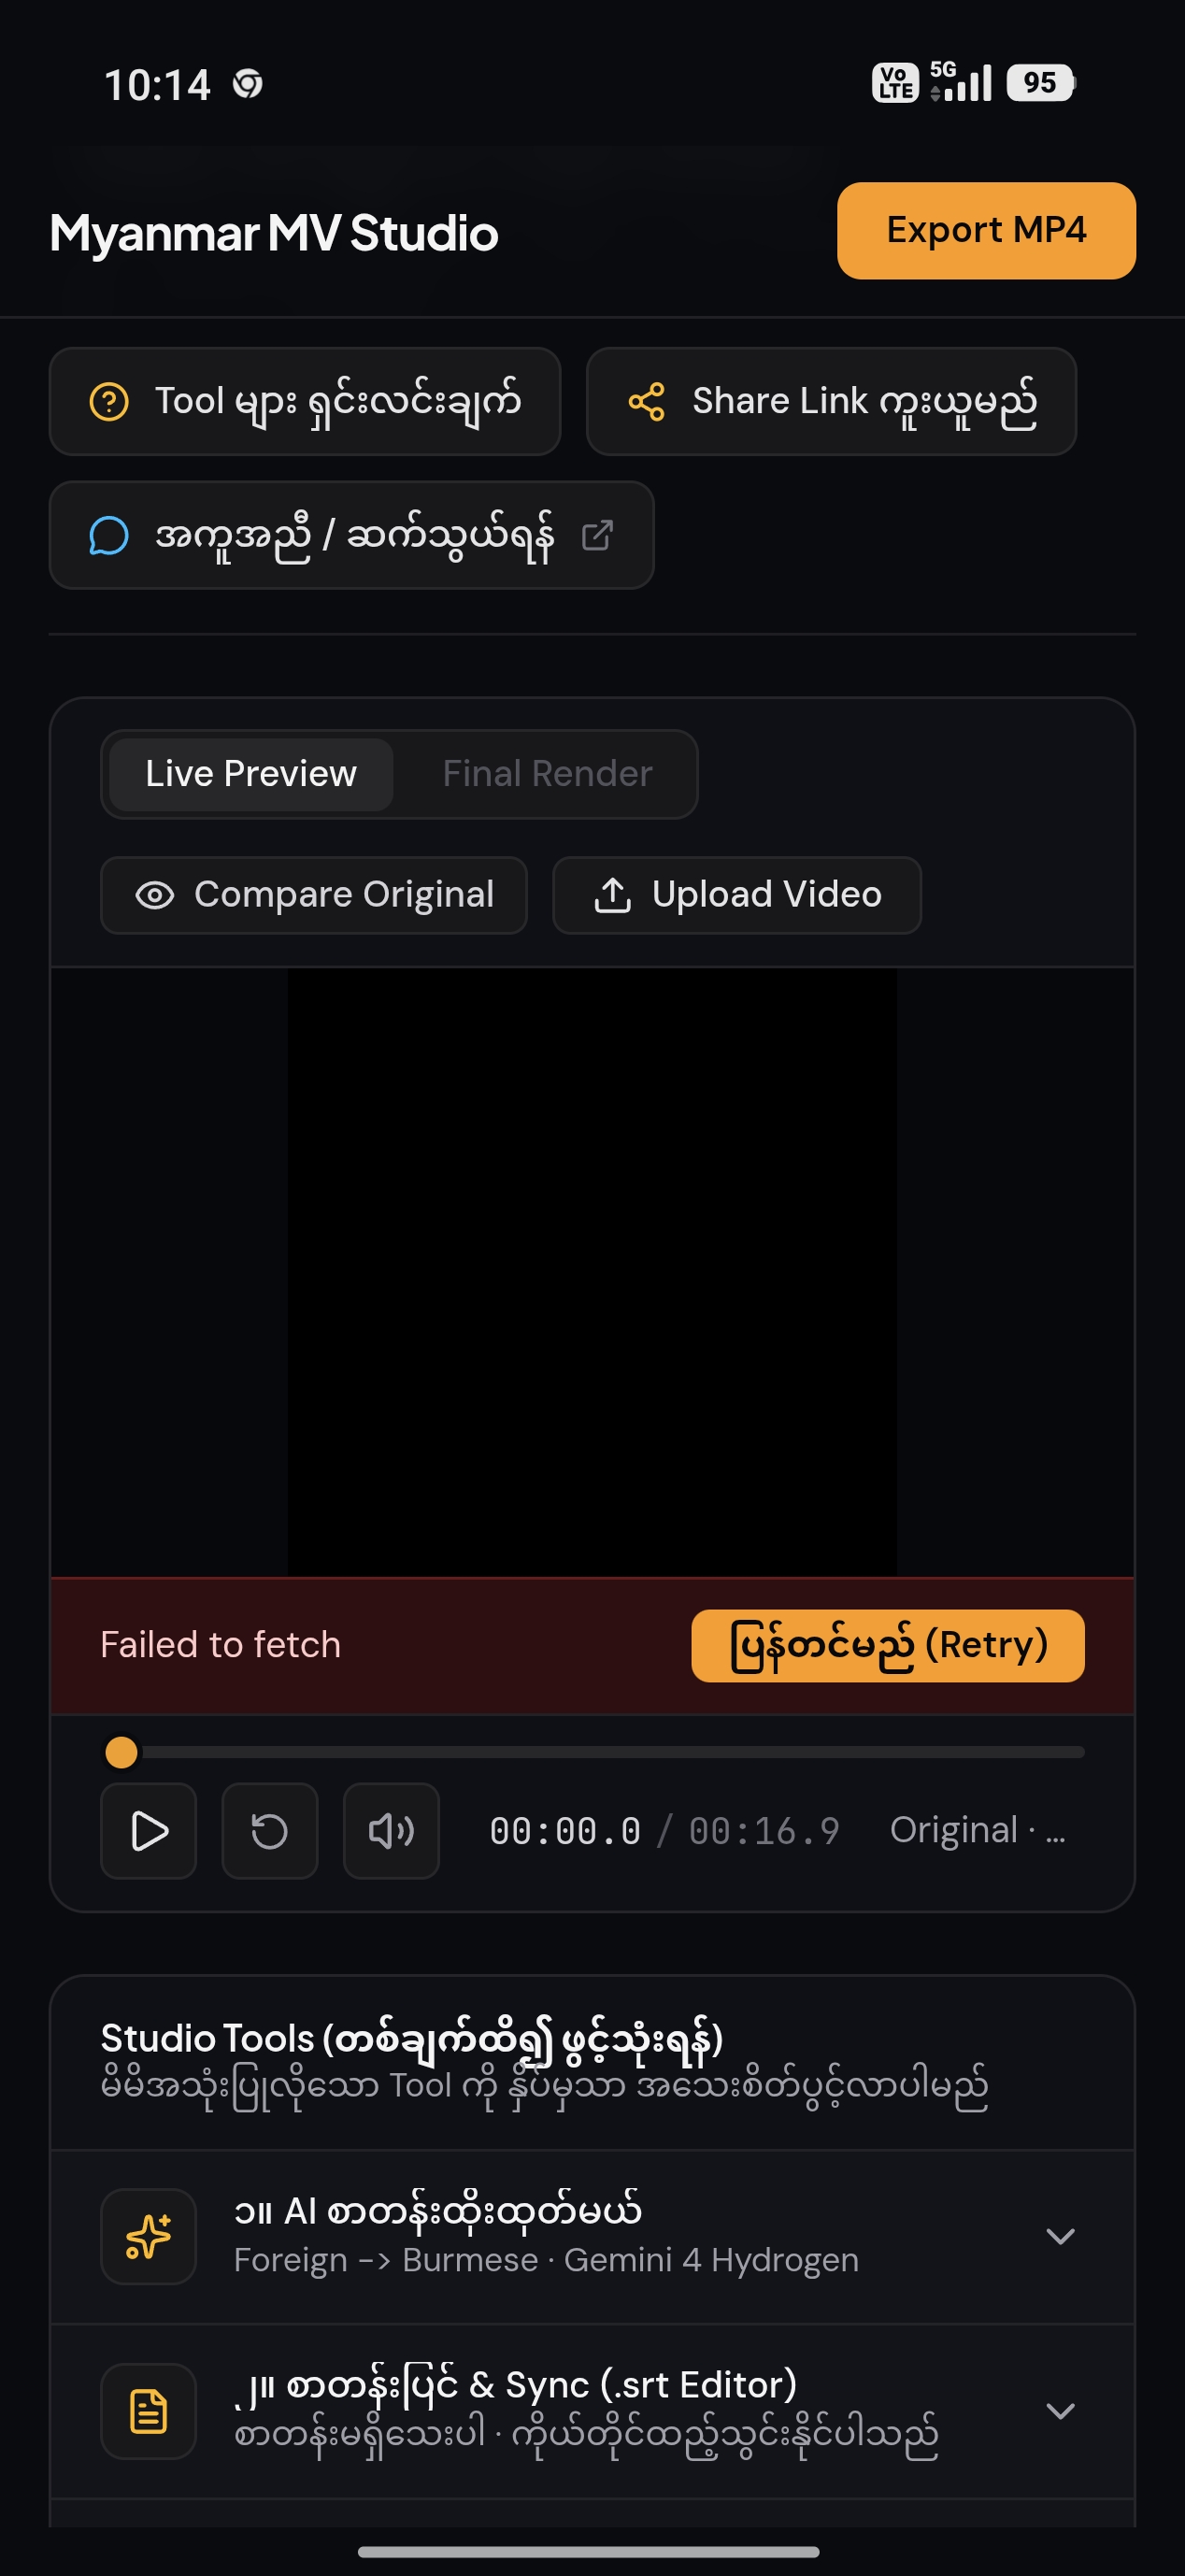 10:14
Vo LTE 5G 95
Myanmar MV Studio
Export MP4
Tool များ ရှင်းလင်းချက်
Share Link ကူးယူမည်
အကူအညီ / ဆက်သွယ်ရန်
Live Preview
Final Render
Compare Original
Upload Video
Failed to fetch
ပြန်တင်မည် (Retry)
00:00.0 / 00:16.9
Original · ...
Studio Tools (တစ်ချက်ထိ၍ ဖွင့်သုံးရန်)
မိမိအသုံးပြုလိုသော Tool ကို နှိပ်မှသာ အသေးစိတ်ပွင့်လာပါမည်
၁။ AI စာတန်းထိုးထုတ်မယ်
Foreign -> Burmese · Gemini 4 Hydrogen
၂။ စာတန်းပြင် & Sync (.srt Editor)
စာတန်းမရှိသေးပါ · ကိုယ်တိုင်ထည့်သွင်းနိုင်ပါသည်